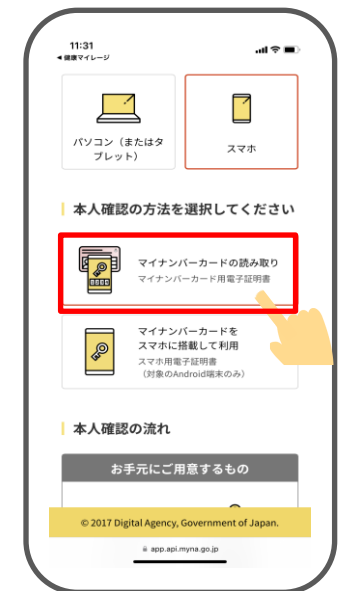 11:31
◀ 健康マイレージ
パソコン（またはタ
ブレット）
スマホ
本人確認の方法を選択してください
マイナンバーカードの読み取り
マイナンバーカード用電子証明書
マイナンバーカードを
スマホに搭載して利用
スマホ用電子証明書
（対象のAndroid端末のみ）
本人確認の流れ
お手元にご用意するもの
© 2017 Digital Agency, Government of Japan.
app.api.myna.go.jp